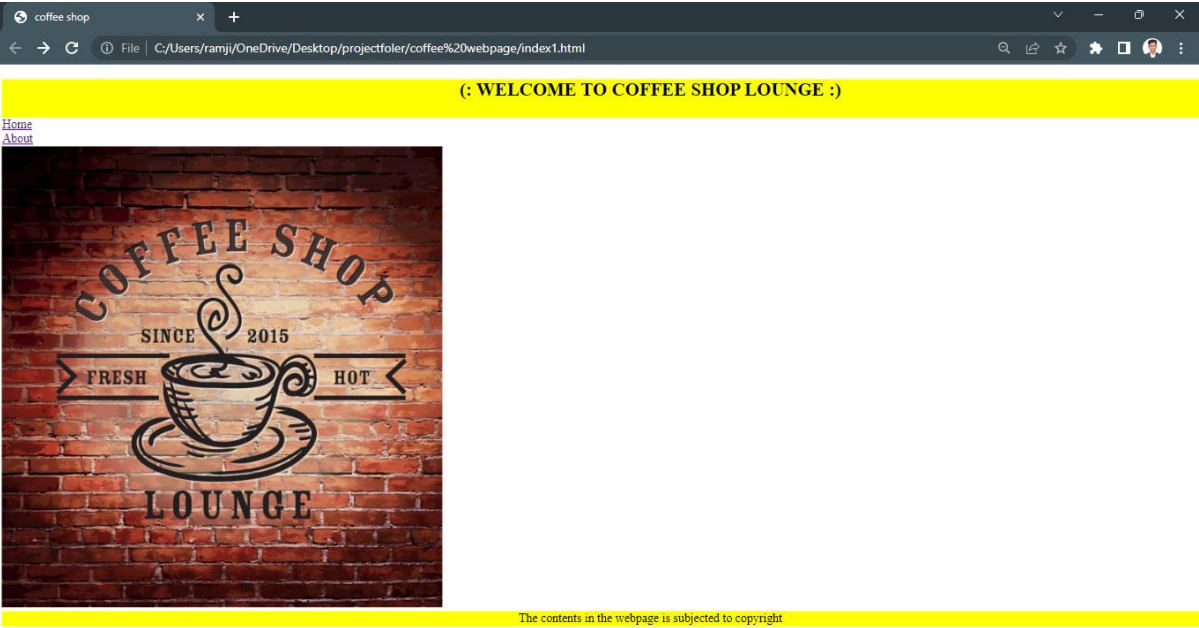 coffee shop
File
C:/Users/ramji/OneDrive/Desktop/projectfoler/coffee%20webpage/index1.html
(: WELCOME TO COFFEE SHOP LOUNGE :)
Home
About
COFFEE SHOP
SINCE 2015
FRESH HOT
LOUNGE
The contents in the webpage is subjected to copyright